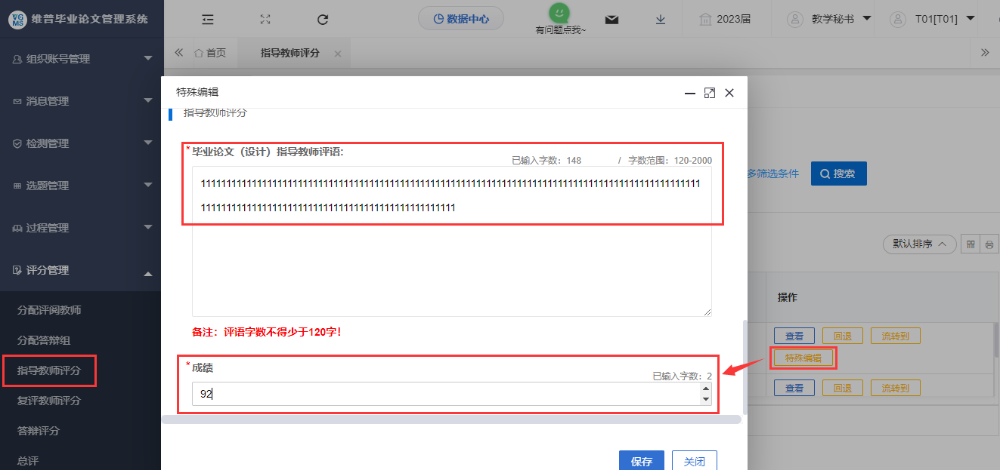 VG
MS
维普毕业论文管理系统
数据中心
有问题点我~
2023届
教学秘书
T01[T01]
组织账号管理
消息管理
检测管理
选题管理
过程管理
评分管理
分配评阅教师
分配答辩组
指导教师评分
复评教师评分
答辩评分
总评
首页
指导教师评分
特殊编辑
指导教师评分
*毕业论文（设计）指导教师评语:
已输入字数：148 / 字数范围：120-2000
备注：评语字数不得少于120字！
*成绩
已输入字数：2
92
保存 关闭
多筛选条件 搜索
默认排序
操作
查看 回退 流转到
特殊编辑
查看 回退 流转到